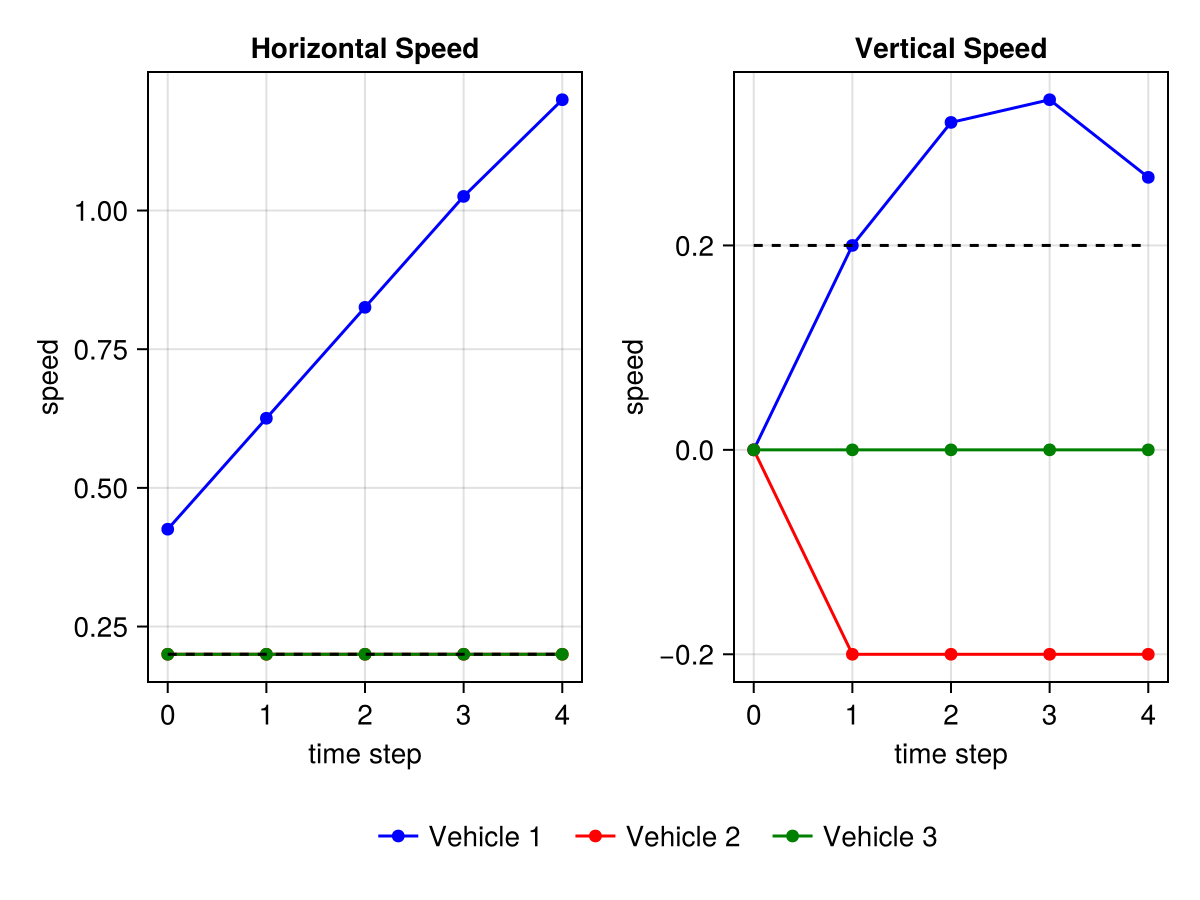 Horizontal Speed
1.00
0.75
0.50
0.25
speed
0 1 2 3 4
time step
Vertical Speed
0.2
0.0
−0.2
speed
0 1 2 3 4
time step
Vehicle 1 Vehicle 2 Vehicle 3